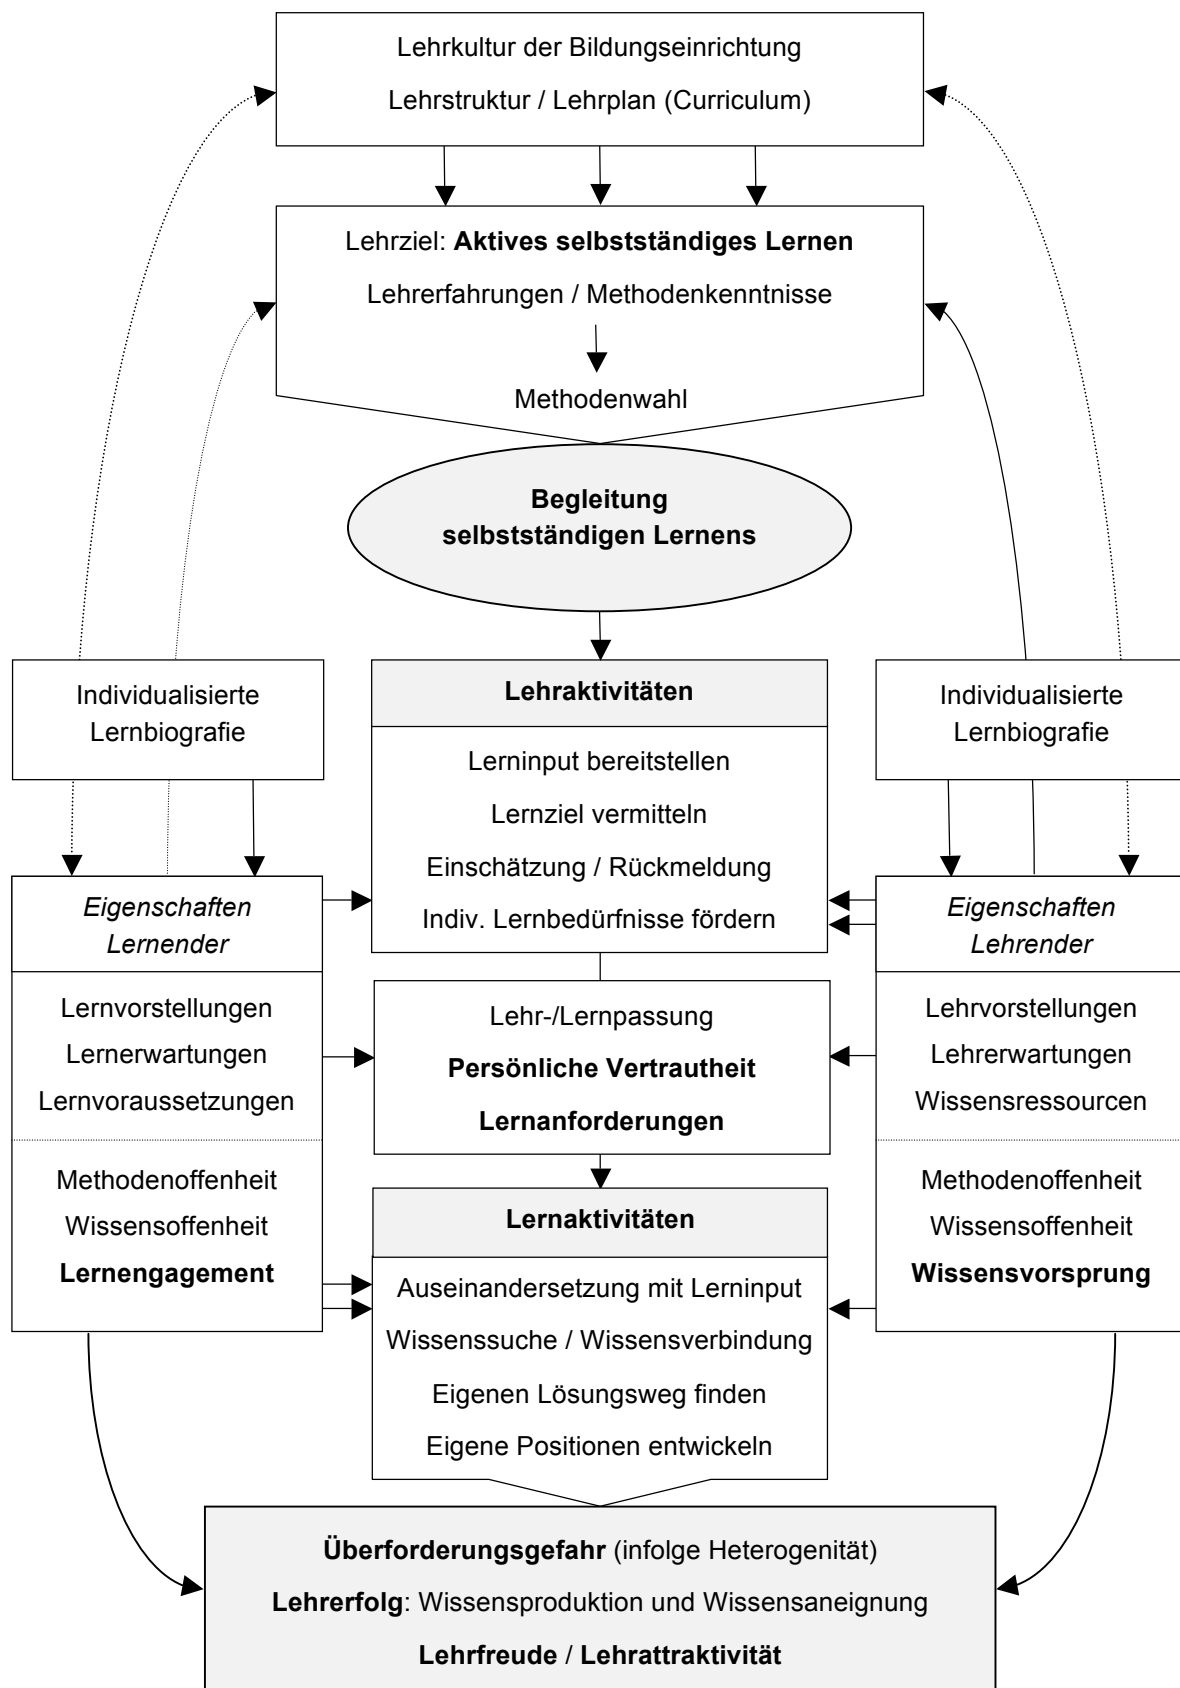 Lehrkultur der Bildungseinrichtung
Lehrstruktur / Lehrplan (Curriculum)
Lehrziel: Aktives selbstständiges Lernen
Lehrerfahrungen / Methodenkenntnisse
Methodenwahl
Begleitung
selbstständigen Lernens
Individualisierte
Lernbiografie
Eigenschaften
Lernender
Lernvorstellungen
Lernerwartungen
Lernvoraussetzungen
Methodenoffenheit
Wissensoffenheit
Lernengagement
Lehraktivitäten
Lerninput bereitstellen
Lernziel vermitteln
Einschätzung / Rückmeldung
Indiv. Lernbedürfnisse fördern
Lehr-/Lernpassung
Persönliche Vertrautheit
Lernanforderungen
Lernaktivitäten
Auseinandersetzung mit Lerninput
Wissenssuche / Wissensverbindung
Eigenen Lösungsweg finden
Eigene Positionen entwickeln
Individualisierte
Lernbiografie
Eigenschaften
Lehrender
Lehrvorstellungen
Lehrerwartungen
Wissensressourcen
Methodenoffenheit
Wissensoffenheit
Wissensvorsprung
Überforderungsgefahr (infolge Heterogenität)
Lehrerfolg: Wissensproduktion und Wissensaneignung
Lehrfreude / Lehrattraktivität